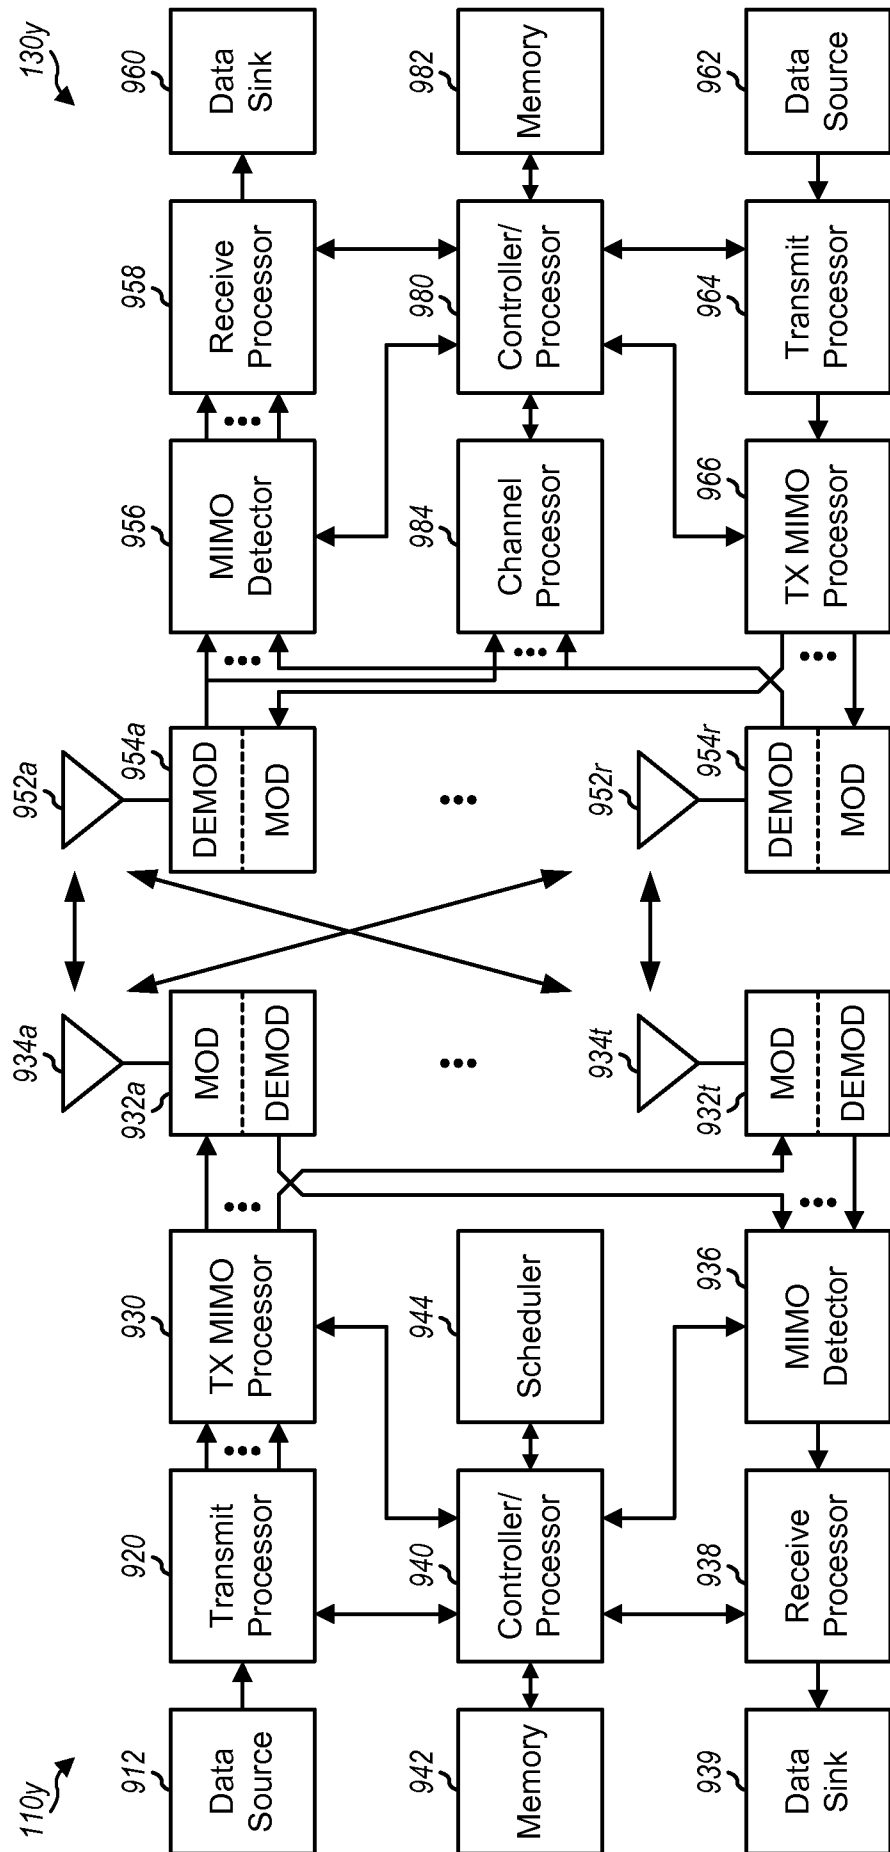 110y
934a
952a
130y
912
920
930
932a
954a
956
958
960
Data
Source
Transmit
Processor
TX MIMO
Processor
MOD
DEMOD
DEMOD
MOD
MIMO
Detector
Receive
Processor
Data
Sink
942
940
944
984
980
982
Memory
Controller/
Processor
Scheduler
Channel
Processor
Controller/
Processor
Memory
934t
952r
939
938
936
932t
954r
966
964
962
Data
Sink
Receive
Processor
MIMO
Detector
MOD
DEMOD
DEMOD
MOD
TX MIMO
Processor
Transmit
Processor
Data
Source